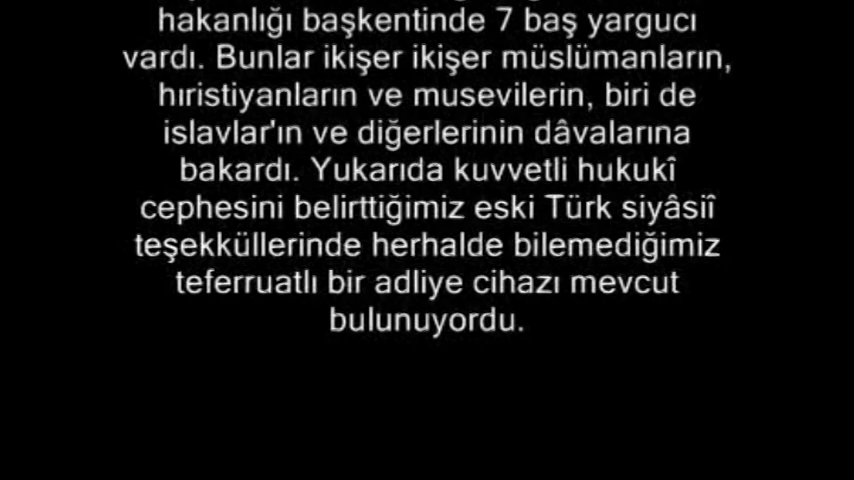 hakanlığı başkentinde 7 baş yargucı
vardı. Bunlar ikişer ikişer müslümanların,
hıristiyanların ve musevilerin, biri de
islavlar'ın ve diğerlerinin dâvalarına
bakardı. Yukarıda kuvvetli hukukî
cephesini belirttiğimiz eski Türk siyâsiî
teşekküllerinde herhalde bilemediğimiz
teferruatlı bir adliye cihazı mevcut
bulunuyordu.